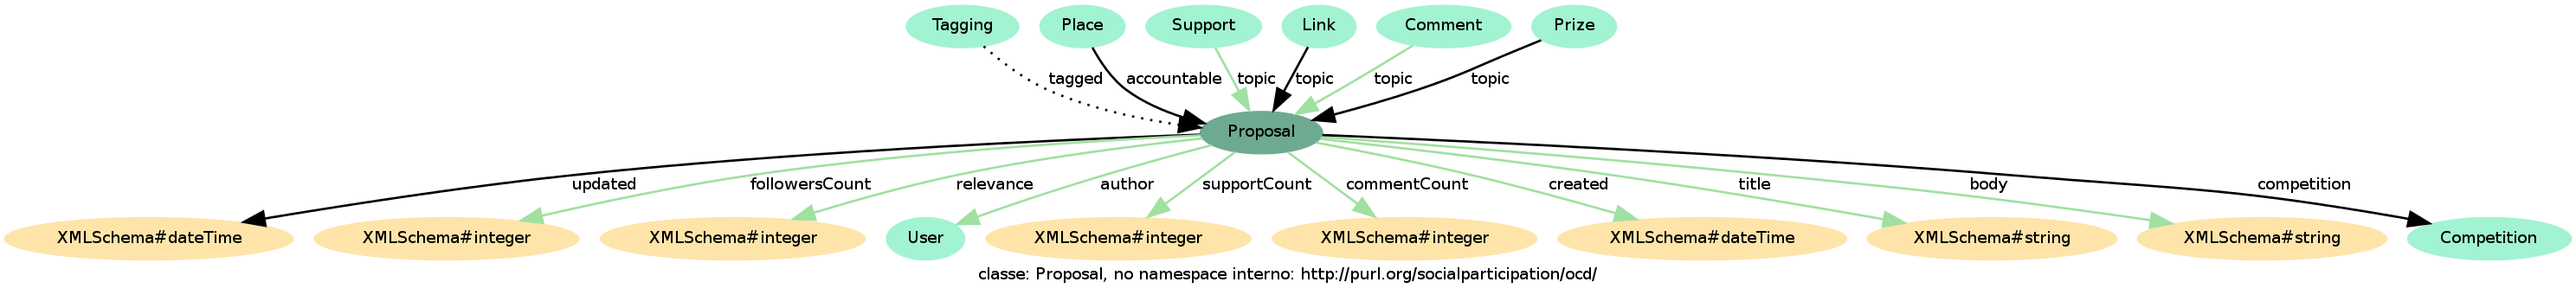 Tagging Place Support Link Comment Prize
tagged accountable topic topic topic topic
Proposal
updated followersCount relevance author supportCount commentCount created title body competition
XMLSchema#dateTime XMLSchema#integer XMLSchema#integer User XMLSchema#integer XMLSchema#integer XMLSchema#dateTime XMLSchema#string XMLSchema#string Competition
classe: Proposal, no namespace interno: http://purl.org/socialparticipation/ocd/